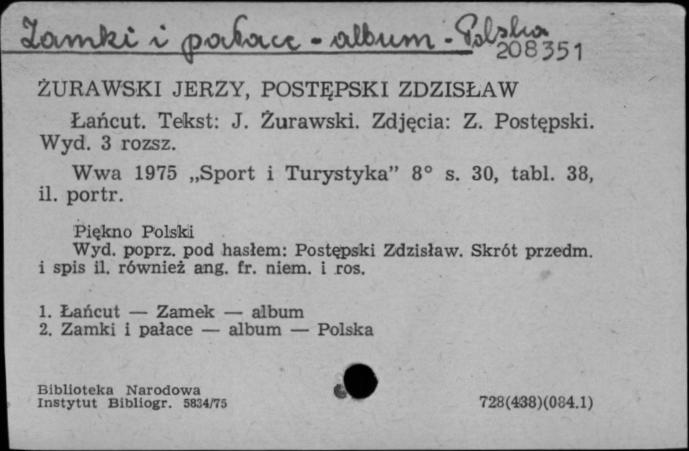 Zamki i pałace - album - Polska
208351
ŻURAWSKI JERZY, POSTĘPSKI ZDZISŁAW
Łańcut. Tekst: J. Żurawski. Zdjęcia: Z. Postępski.
Wyd. 3 rozsz.
Wwa 1975 „Sport i Turystyka” 8° s. 30, tabl. 38,
il. portr.
Piękno Polski
Wyd. poprz. pod hasłem: Postępski Zdzisław. Skrót przedm.
i spis il. również ang. fr. niem. i ros.
1. Łańcut — Zamek — album
2. Zamki i pałace — album — Polska
Biblioteka Narodowa
Instytut Bibliogr. 5834/75
728(438)(084.1)